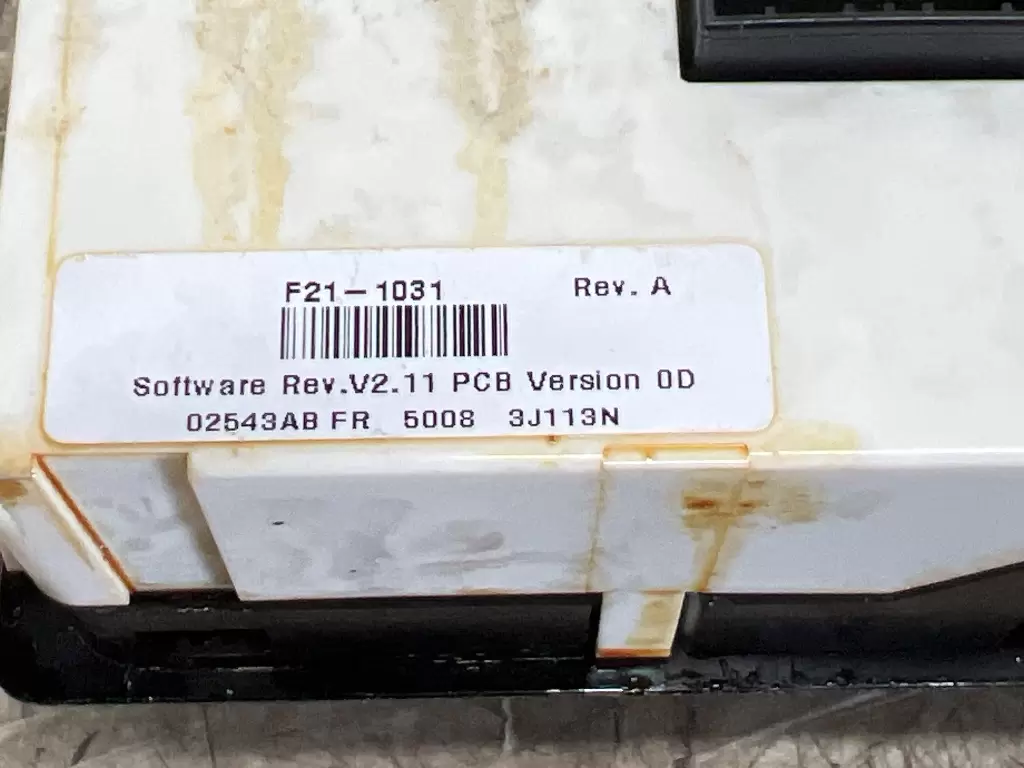 F21-1031 Rev. A
Software Rev.V2.11 PCB Version 0D
02543AB FR 5008 3J113N